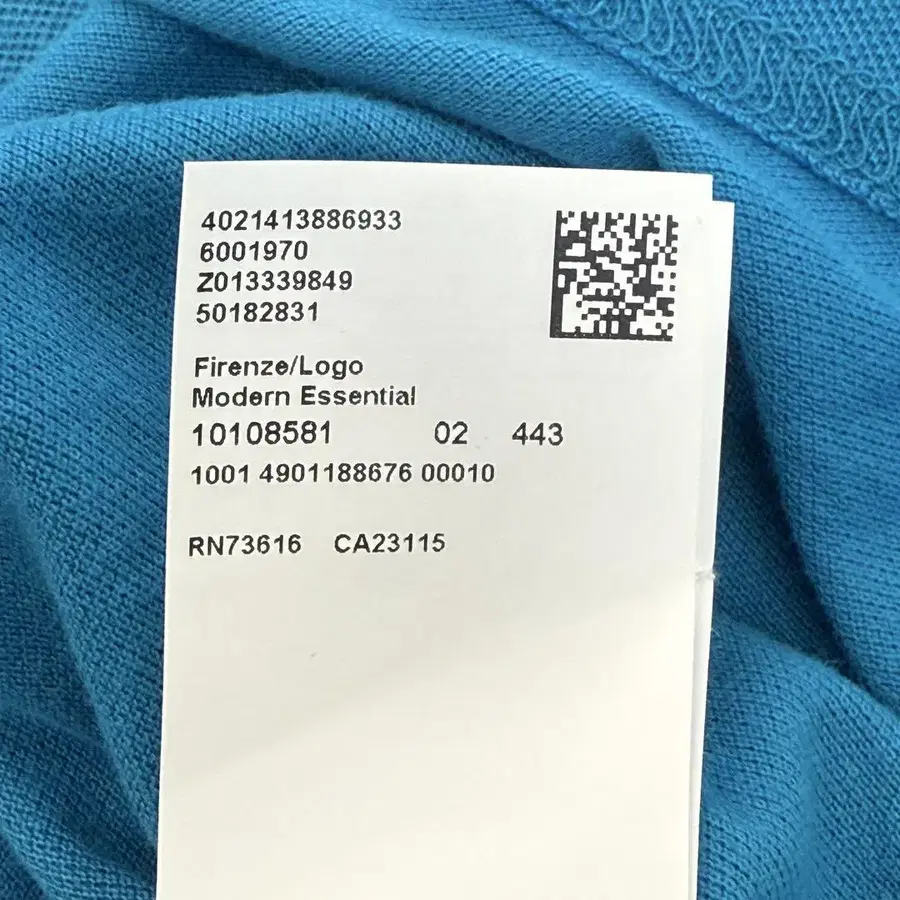 4021413886933
6001970
Z013339849
50182831
Firenze/Logo
Modern Essential
10108581 02 443
1001 4901188676 00010
RN73616 CA23115